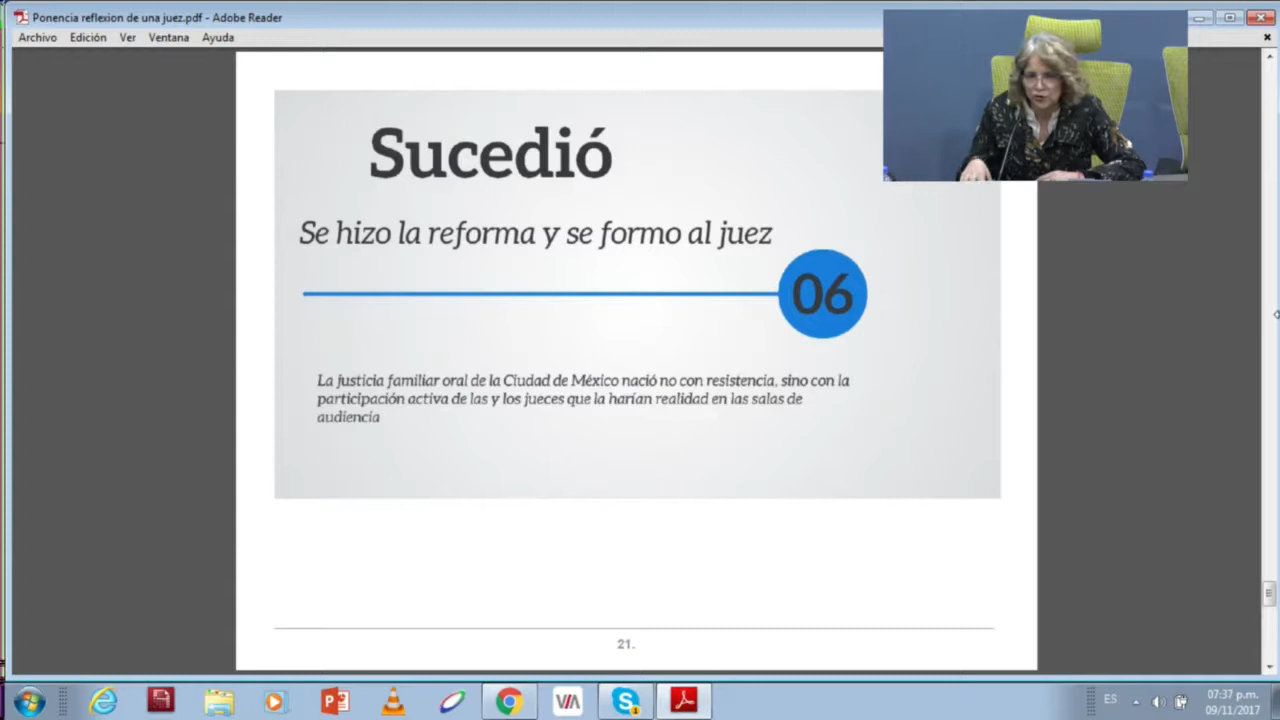 Ponencia reflexion de una juez.pdf - Adobe Reader
Archivo Edición Ver Ventana Ayuda
Sucedió
Se hizo la reforma y se formo al juez
06
La justicia familiar oral de la Ciudad de México nació no con resistencia, sino con la
participación activa de las y los jueces que la harían realidad en las salas de
audiencia
21.
VIA
ES
07:37 p.m.
09/11/2017